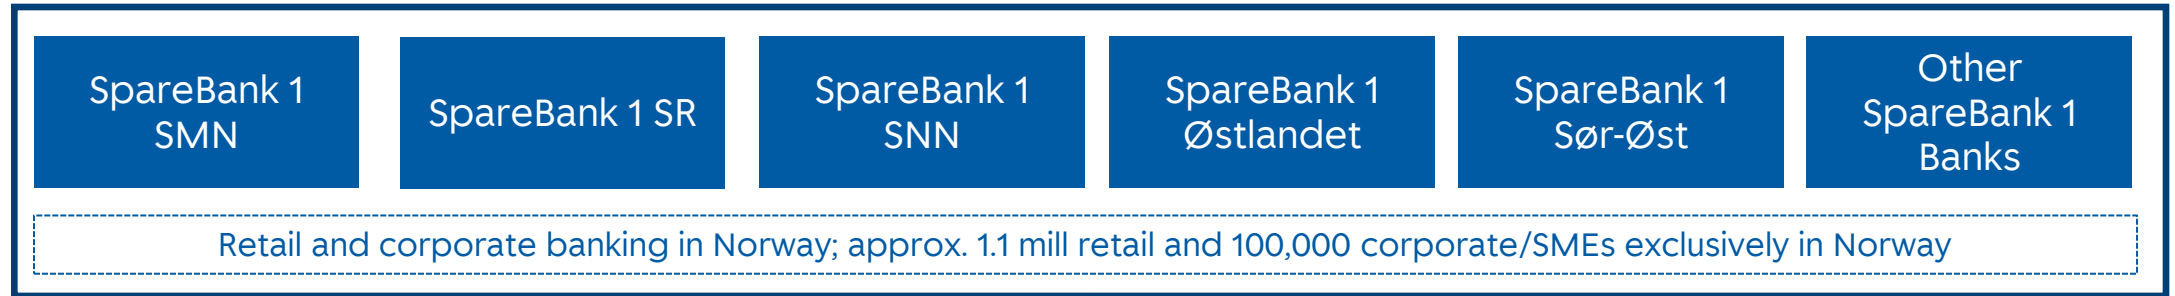 SpareBank 1
SMN
SpareBank 1 SR
SpareBank 1
SNN
SpareBank 1
Østlandet
SpareBank 1
Sør-Øst
Other
SpareBank 1
Banks
Retail and corporate banking in Norway; approx. 1.1 mill retail and 100,000 corporate/SMEs exclusively in Norway